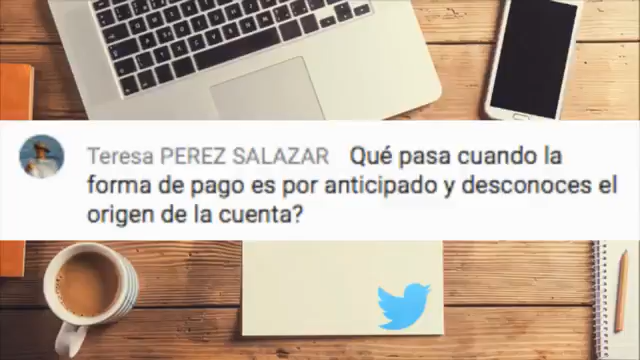 Teresa PEREZ SALAZAR Qué pasa cuando la
forma de pago es por anticipado y desconoces el
origen de la cuenta?